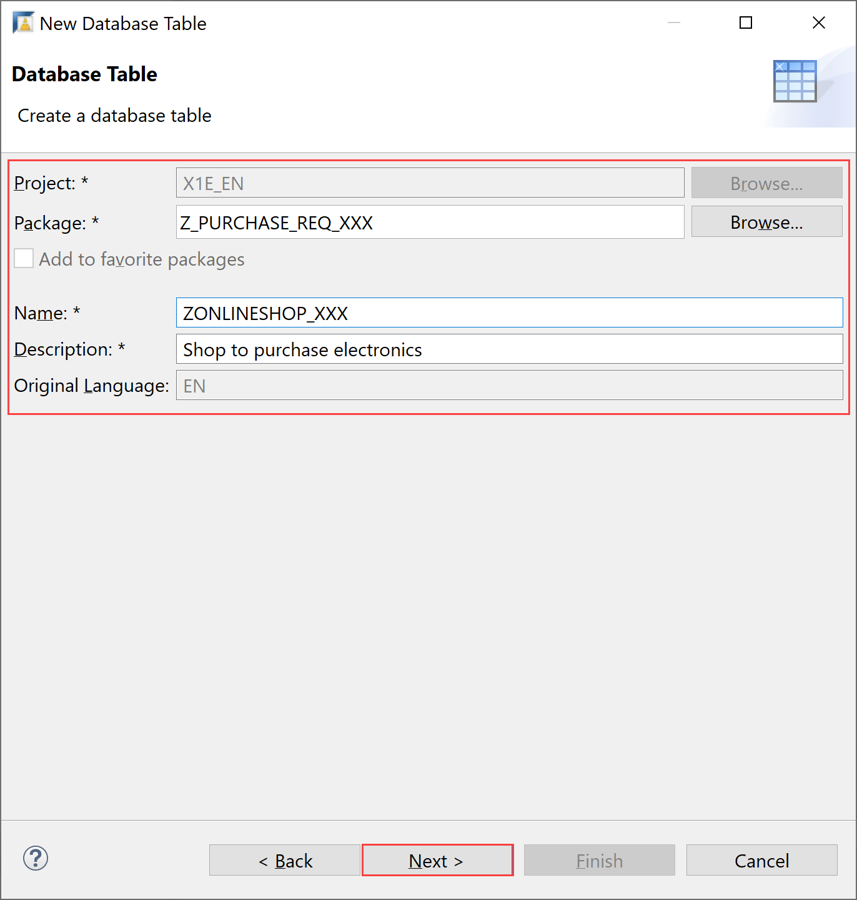 New Database Table
Database Table
Create a database table
Project: * X1E_EN Browse...
Package: * Z_PURCHASE_REQ_XXX Browse...
Add to favorite packages
Name: * ZONLINESHOP_XXX
Description: * Shop to purchase electronics
Original Language: EN
? < Back Next > Finish Cancel